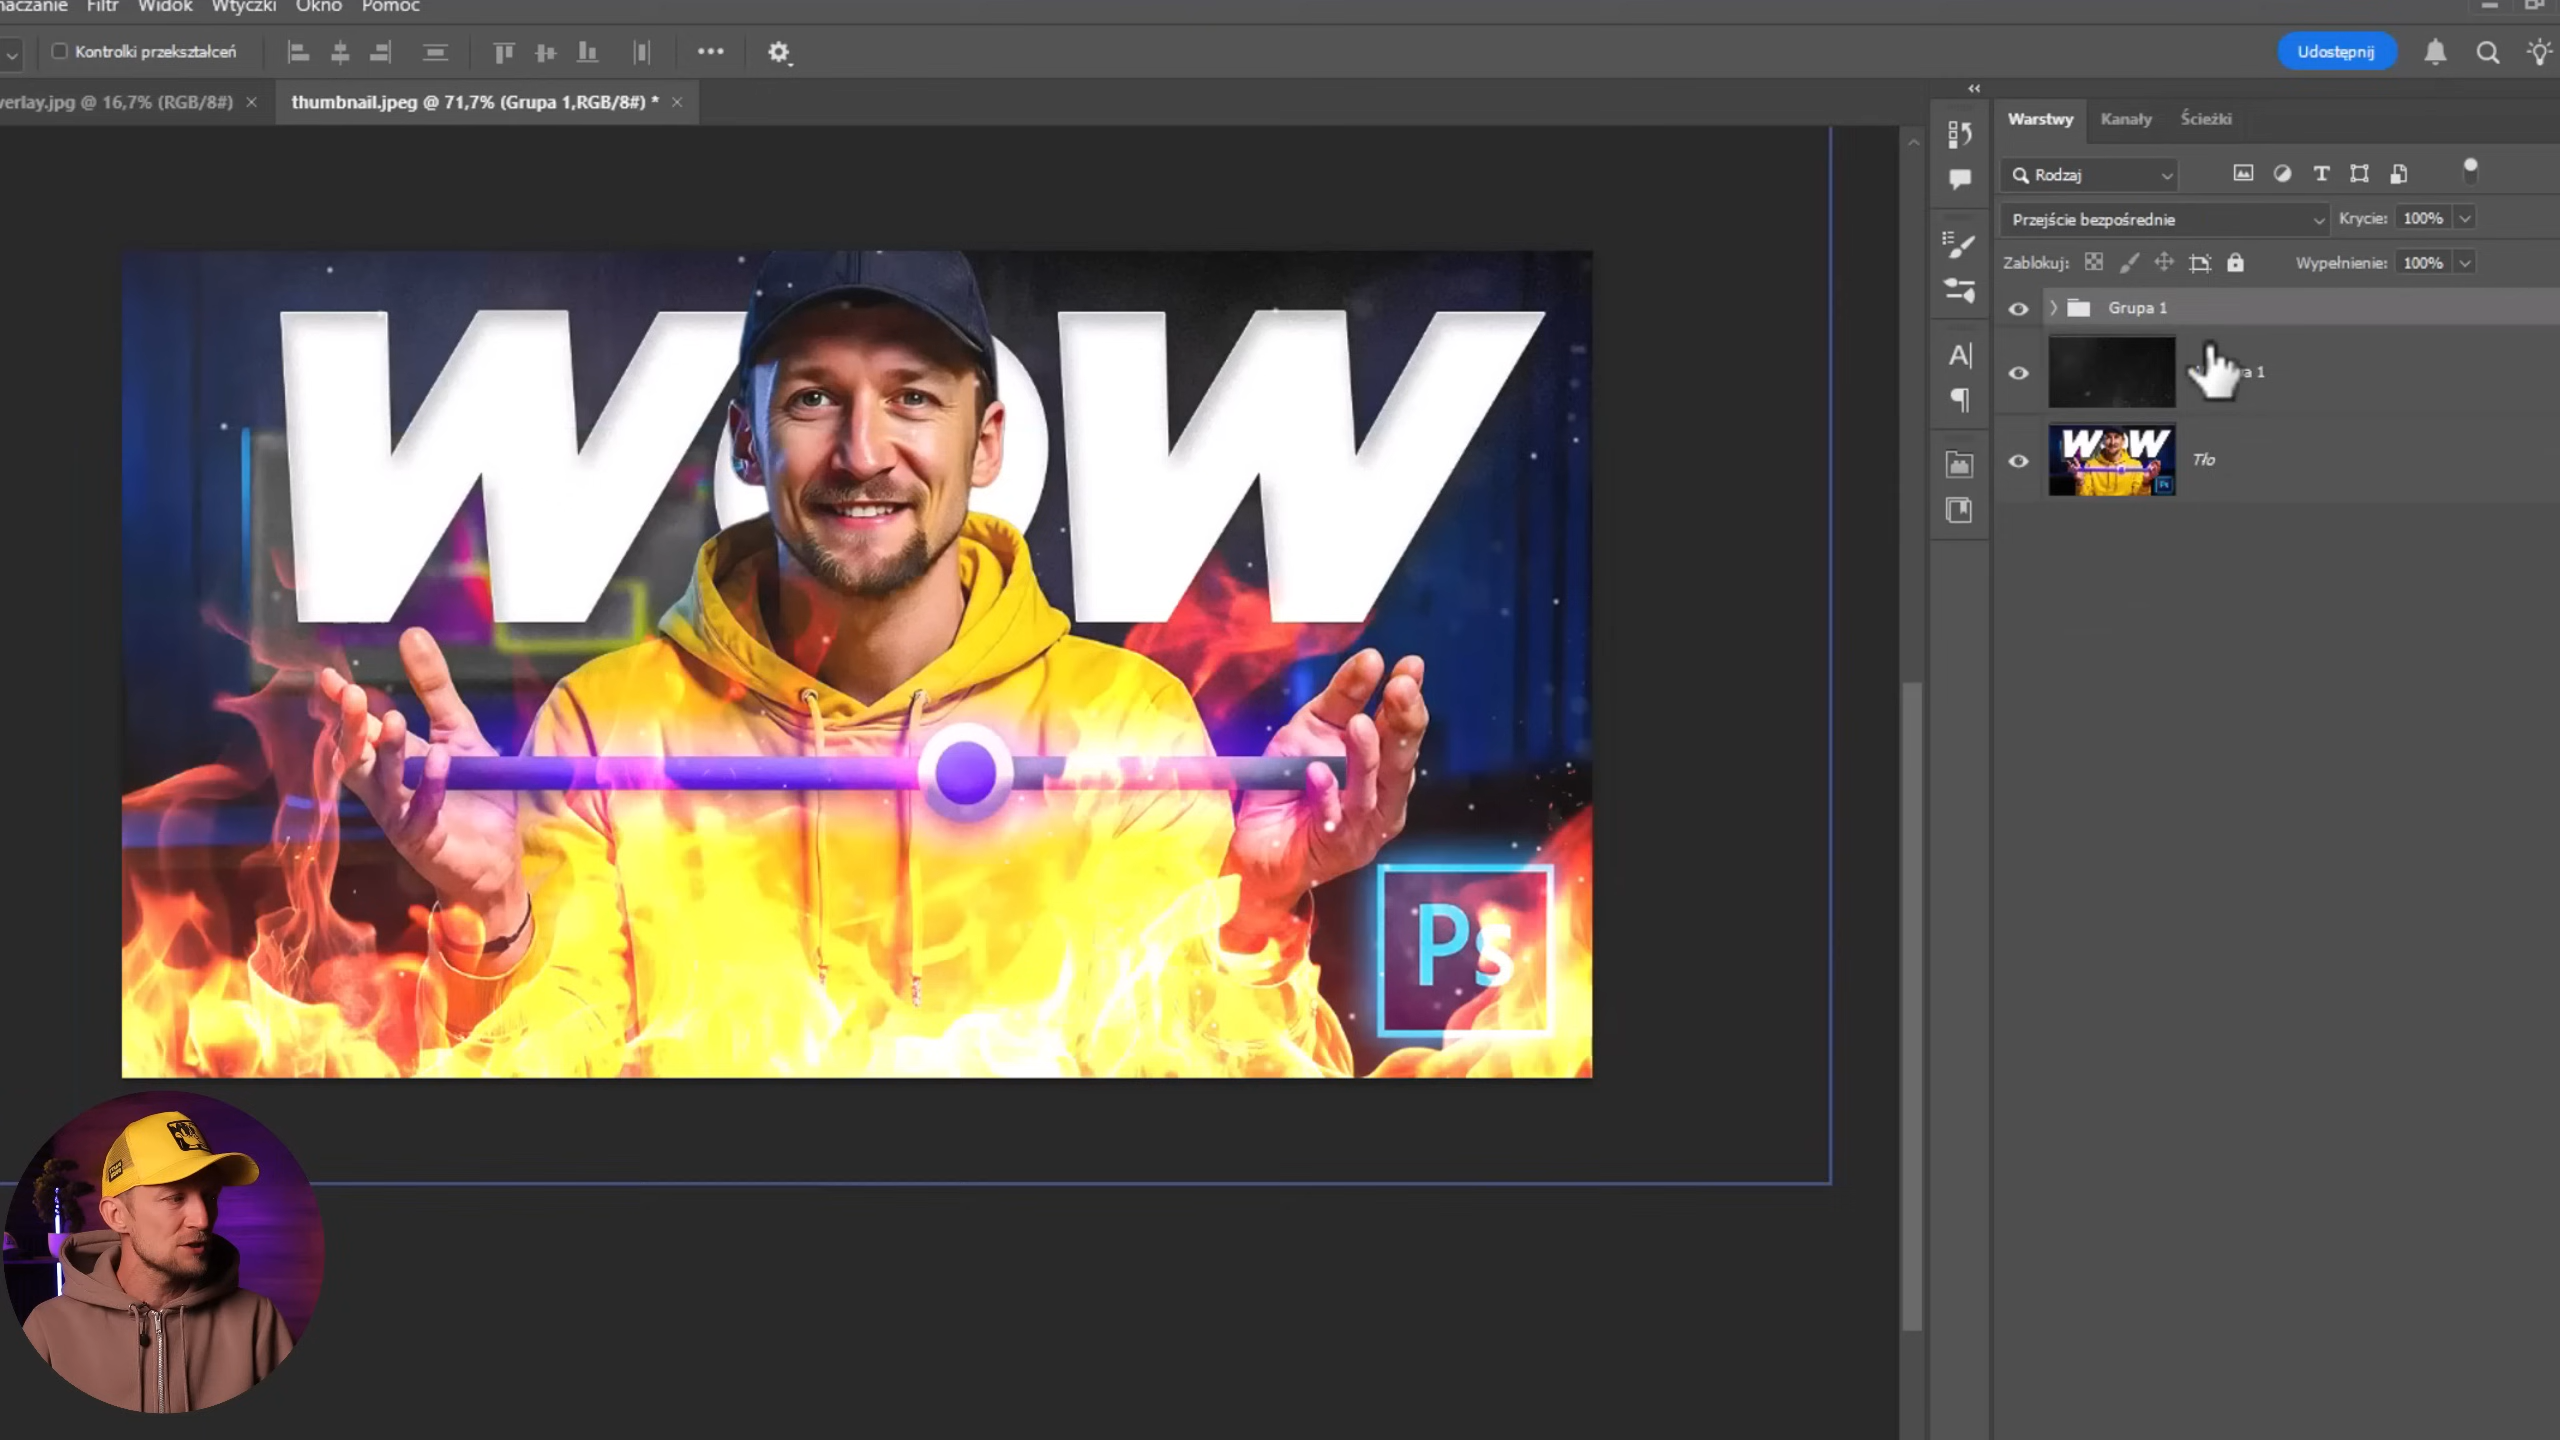 Filtr Widok Wtyczki Okno Pomoc
Kontrolki przekształceń
Udostępnij
verlay.jpg @ 16,7% (RGB/8#) ×
thumbnail.jpeg @ 71,7% (Grupa 1,RGB/8#) * ×
Warstwy Kanały Ścieżki
Rodzaj
Przejście bezpośrednie Krycie: 100%
Zablokuj: Wypełnienie: 100%
Grupa 1
a 1
Tło
WOW
Ps